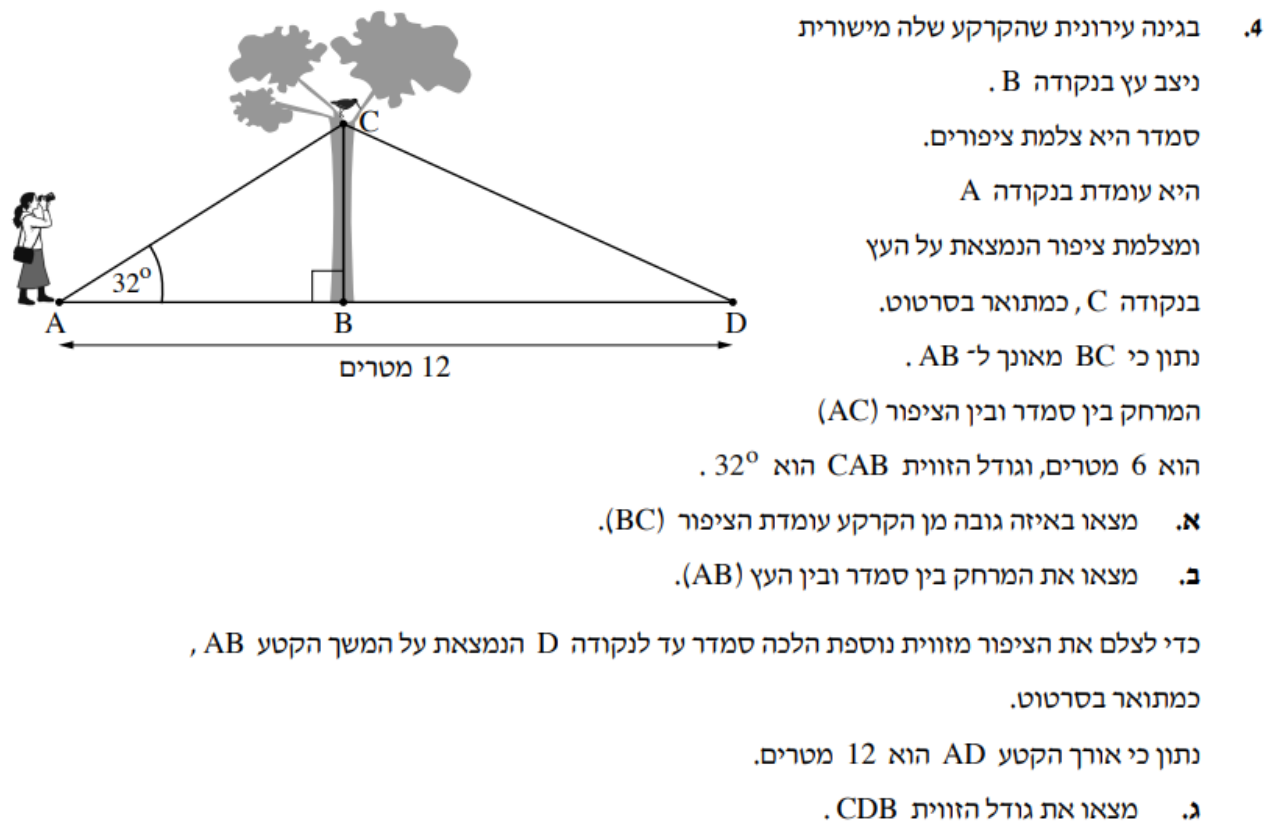 4. בגינה עירונית שהקרקע שלה מישורית
ניצב עץ בנקודה B .
סמדר היא צלמת ציפורים.
היא עומדת בנקודה A
ומצלמת ציפור הנמצאת על העץ
בנקודה C , כמתואר בסרטוט.
נתון כי BC מאונך ל־ AB .
המרחק בין סמדר ובין הציפור (AC)
הוא 6 מטרים, וגודל הזווית CAB הוא 32° .
C
32°
A
B
D
12 מטרים
א. מצאו באיזה גובה מן הקרקע עומדת הציפור (BC).
ב. מצאו את המרחק בין סמדר ובין העץ (AB).
כדי לצלם את הציפור מזווית נוספת הלכה סמדר עד לנקודה D הנמצאת על המשך הקטע AB ,
כמתואר בסרטוט.
נתון כי אורך הקטע AD הוא 12 מטרים.
ג. מצאו את גודל הזווית CDB .